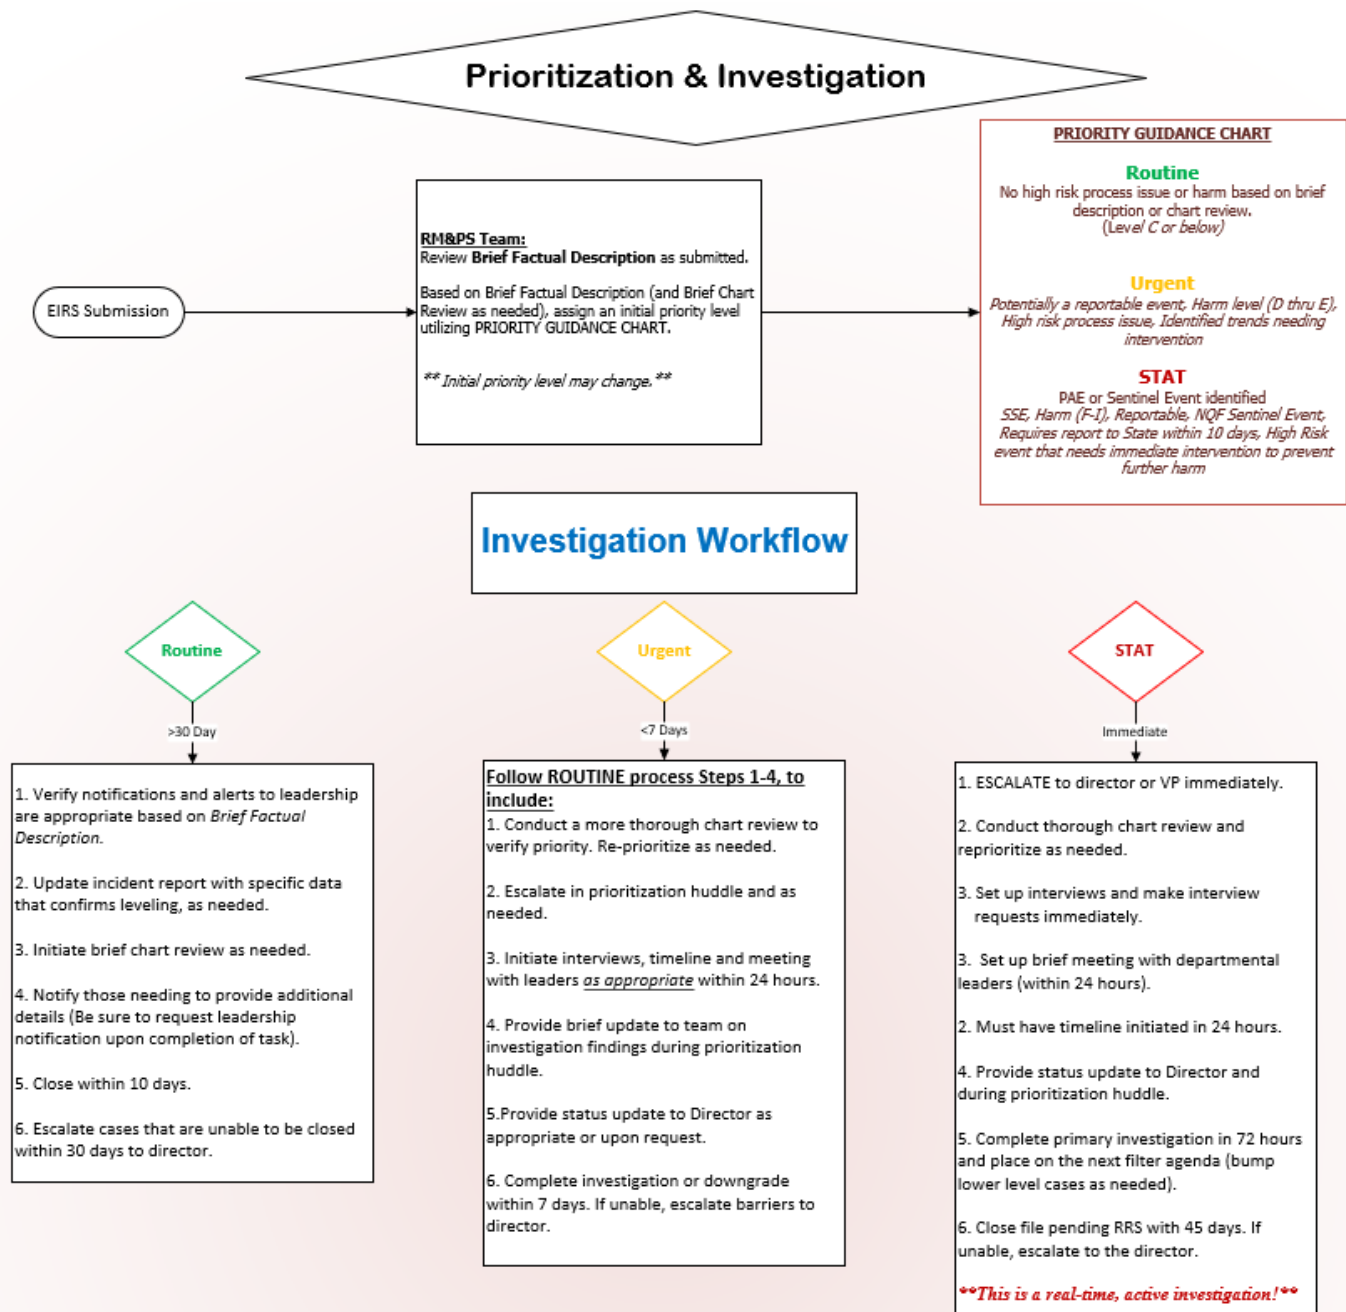 Prioritization & Investigation
PRIORITY GUIDANCE CHART
Routine
No high risk process issue or harm based on brief
description or chart review.
(Level C or below)
Urgent
Potentially a reportable event, Harm level (D thru E),
High risk process issue, Identified trends needing
intervention
STAT
PAE or Sentinel Event identified
SSE, Harm (F-I), Reportable, NQF Sentinel Event,
Requires report to State within 10 days, High Risk
event that needs immediate intervention to prevent
further harm
EIRS Submission
RM&PS Team:
Review Brief Factual Description as submitted.
Based on Brief Factual Description (and Brief Chart
Review as needed), assign an initial priority level
utilizing PRIORITY GUIDANCE CHART.
** Initial priority level may change.**
Investigation Workflow
Routine
>30 Day
1. Verify notifications and alerts to leadership
are appropriate based on Brief Factual
Description.
2. Update incident report with specific data
that confirms leveling, as needed.
3. Initiate brief chart review as needed.
4. Notify those needing to provide additional
details (Be sure to request leadership
notification upon completion of task).
5. Close within 10 days.
6. Escalate cases that are unable to be closed
within 30 days to director.
Urgent
<7 Days
Follow ROUTINE process Steps 1-4, to
include:
1. Conduct a more thorough chart review to
verify priority. Re-prioritize as needed.
2. Escalate in prioritization huddle and as
needed.
3. Initiate interviews, timeline and meeting
with leaders as appropriate within 24 hours.
4. Provide brief update to team on
investigation findings during prioritization
huddle.
5.Provide status update to Director as
appropriate or upon request.
6. Complete investigation or downgrade
within 7 days. If unable, escalate barriers to
director.
STAT
Immediate
1. ESCALATE to director or VP immediately.
2. Conduct thorough chart review and
reprioritize as needed.
3. Set up interviews and make interview
requests immediately.
3. Set up brief meeting with departmental
leaders (within 24 hours).
2. Must have timeline initiated in 24 hours.
4. Provide status update to Director and
during prioritization huddle.
5. Complete primary investigation in 72 hours
and place on the next filter agenda (bump
lower level cases as needed).
6. Close file pending RRS with 45 days. If
unable, escalate to the director.
**This is a real-time, active investigation!**